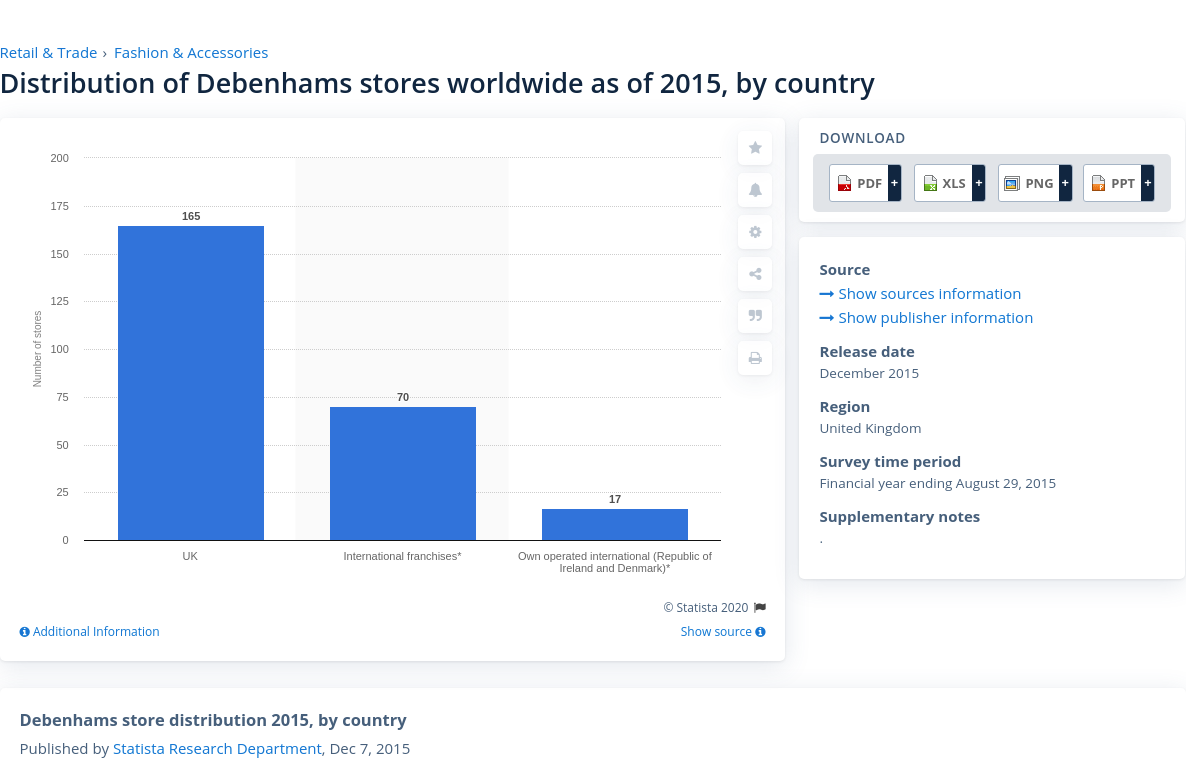 Retail & Trade › Fashion & Accessories
Distribution of Debenhams stores worldwide as of 2015, by country
200
175
150
125
100
75
50
25
0
Number of stores
165
70
17
UK
International franchises*
Own operated international (Republic of
Ireland and Denmark)*
© Statista 2020
Additional Information
Show source
DOWNLOAD
PDF +
XLS +
PNG +
PPT +
Source
Show sources information
Show publisher information
Release date
December 2015
Region
United Kingdom
Survey time period
Financial year ending August 29, 2015
Supplementary notes
.
Debenhams store distribution 2015, by country
Published by Statista Research Department, Dec 7, 2015